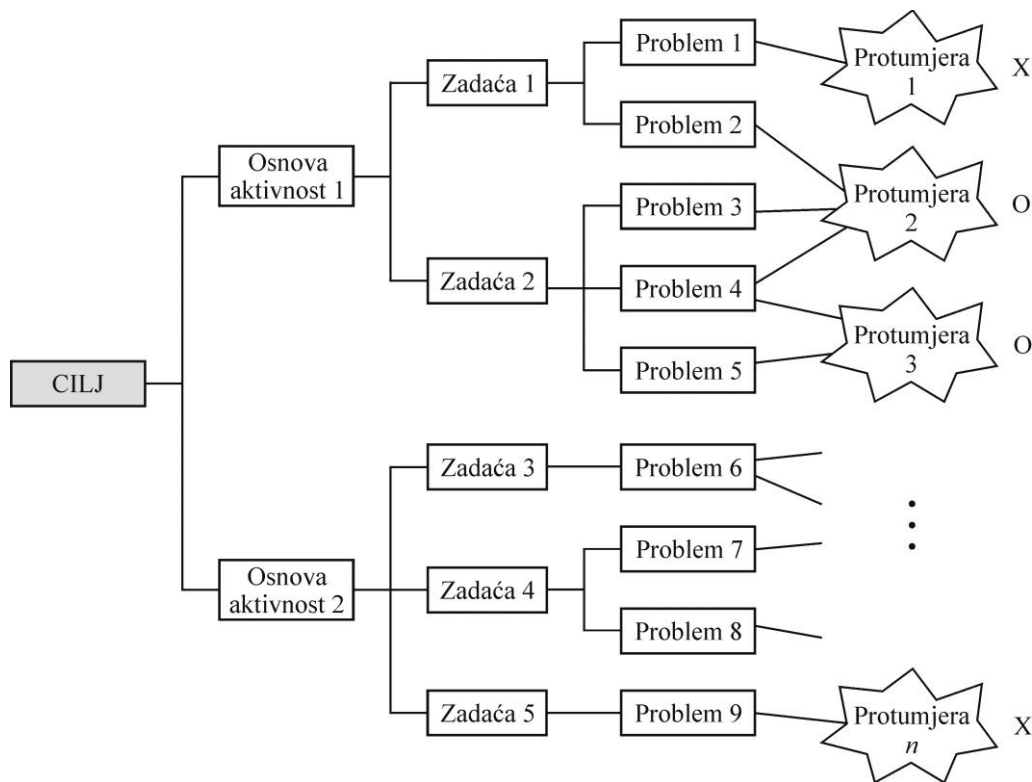 Problem 1
Protumjera
1
X
Zadaća 1
Problem 2
Osnova
aktivnost 1
Problem 3
Protumjera
2
O
Zadaća 2
Problem 4
Protumjera
3
O
Problem 5
CILJ
Zadaća 3
Problem 6
Problem 7
Osnova
aktivnost 2
Zadaća 4
Problem 8
Zadaća 5
Problem 9
Protumjera
n
X